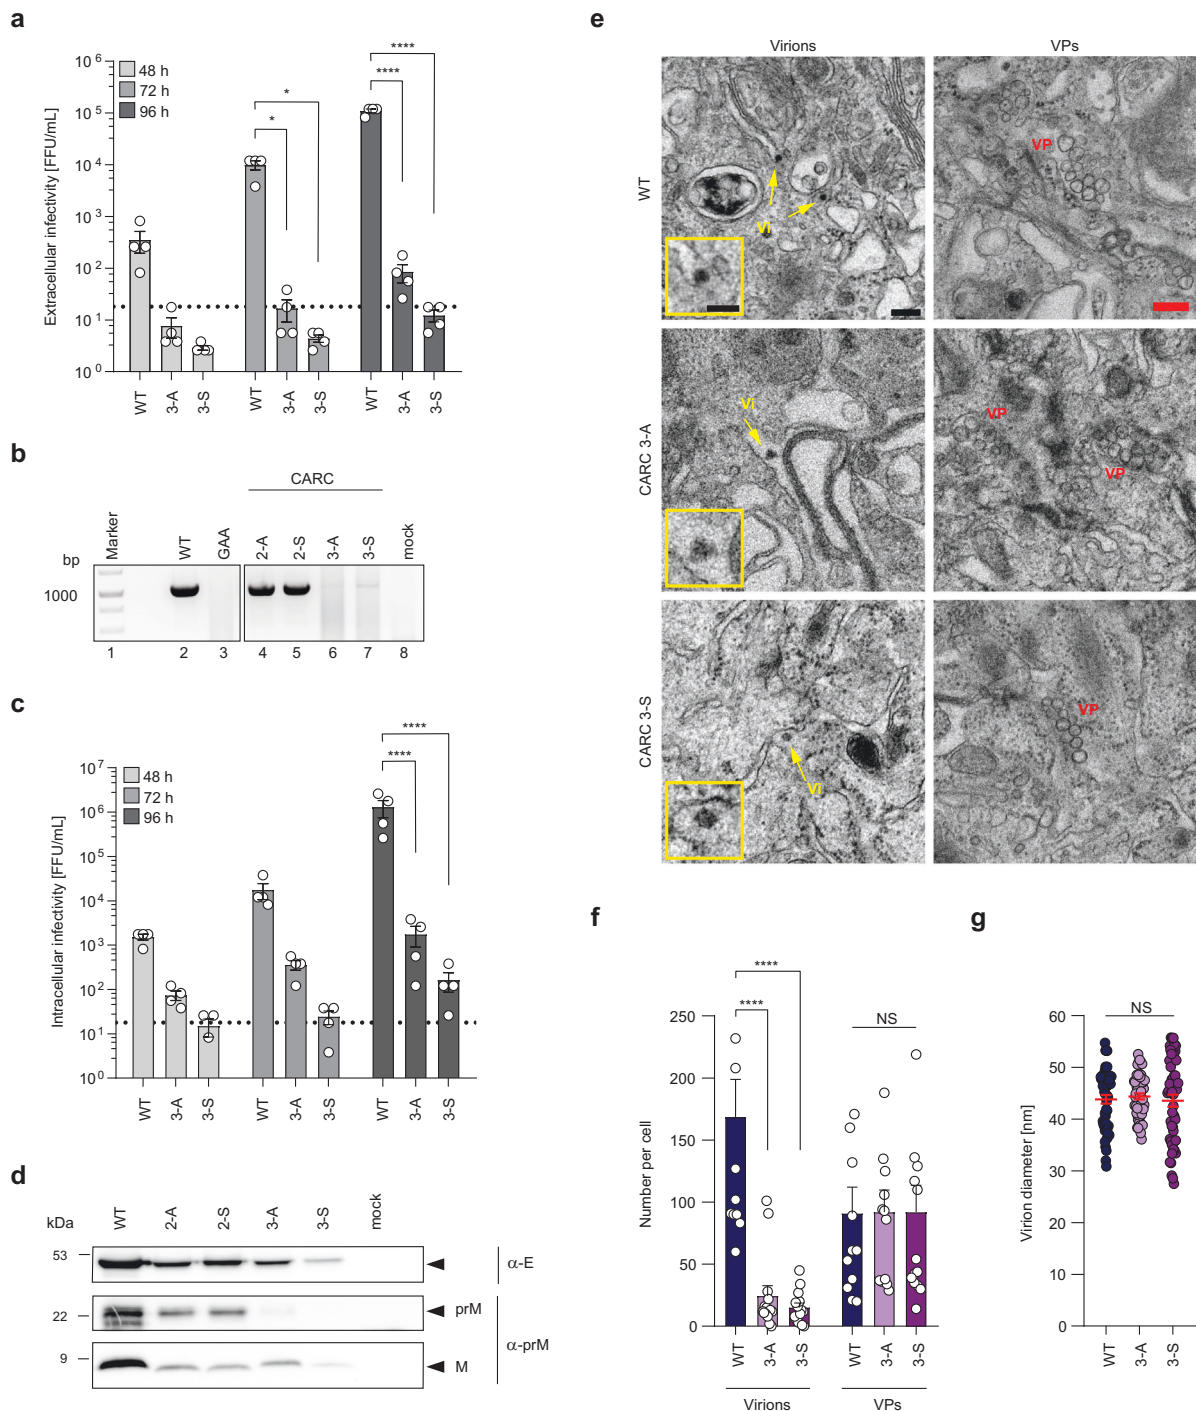 a
Extracellular infectivity [FFU/mL]
10^6
10^5
10^4
10^3
10^2
10^1
10^0
48 h
72 h
96 h
*
*
****
****
WT
3-A
3-S
WT
3-A
3-S
WT
3-A
3-S
b
CARC
bp
Marker
WT
GAA
2-A
2-S
3-A
3-S
mock
1000
1
2
3
4
5
6
7
8
c
Intracellular infectivity [FFU/mL]
10^7
10^6
10^5
10^4
10^3
10^2
10^1
10^0
48 h
72 h
96 h
****
****
WT
3-A
3-S
WT
3-A
3-S
WT
3-A
3-S
d
kDa
WT
2-A
2-S
3-A
3-S
mock
53
22
9
α-E
prM
α-prM
M
e
Virions
VPs
WT
Vi
VP
CARC 3-A
Vi
VP
VP
CARC 3-S
Vi
VP
f
Number per cell
250
200
150
100
50
0
****
****
NS
WT
3-A
3-S
WT
3-A
3-S
Virions
VPs
g
Virion diameter [nm]
60
50
40
30
20
10
0
NS
WT
3-A
3-S